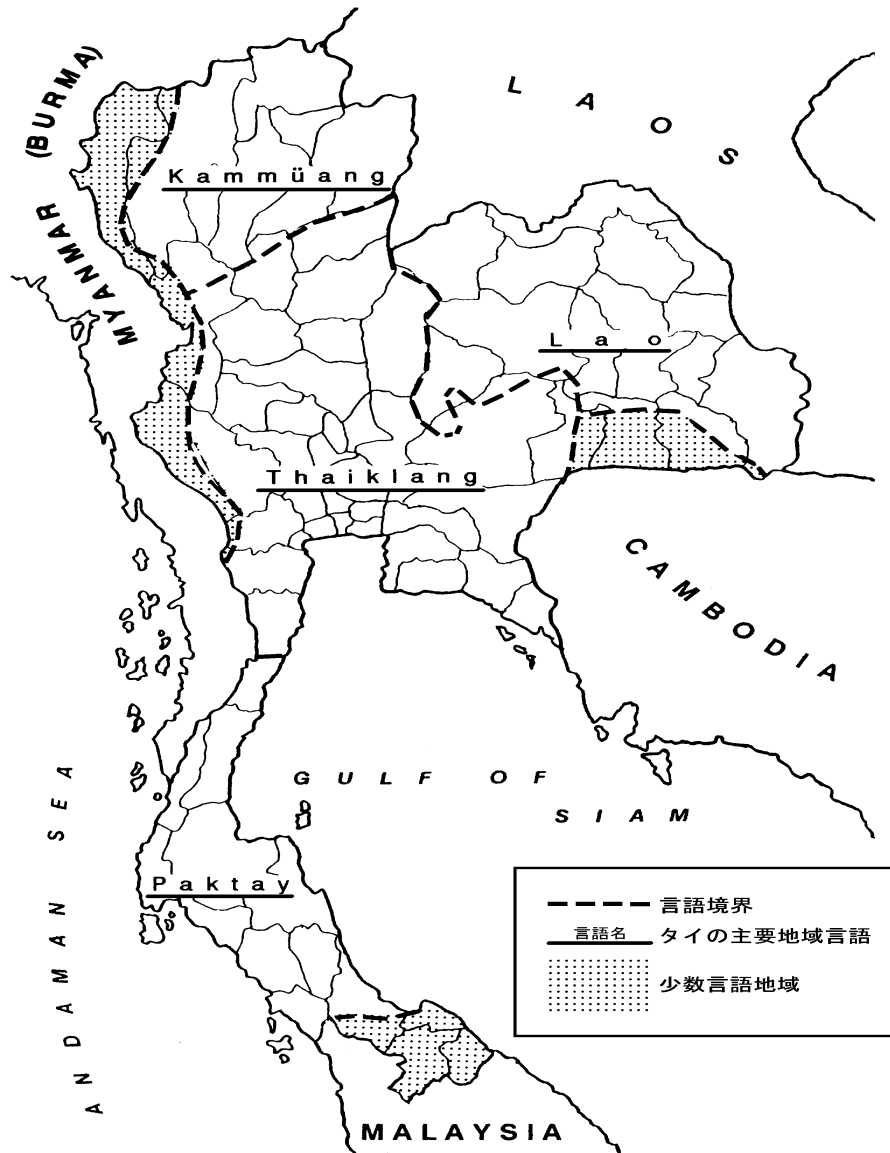 MYANMAR (BURMA)
LAOS
Kammüang
Lao
Thaiklang
CAMBODIA
GULF OF
SIAM
ANDAMAN SEA
Paktay
MALAYSIA
言語境界
言語名 タイの主要地域言語
少数言語地域